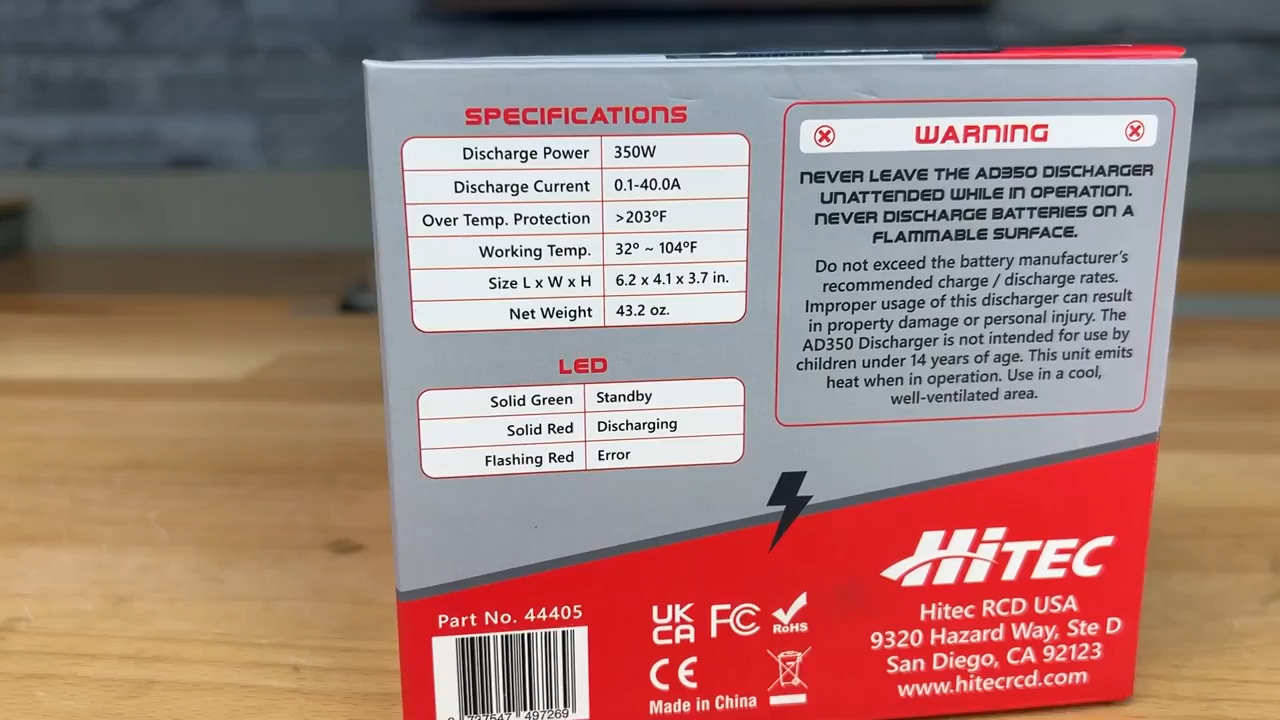 SPECIFICATIONS
Discharge Power 350W
Discharge Current 0.1-40.0A
Over Temp. Protection >203ºF
Working Temp. 32º ~ 104ºF
Size L x W x H 6.2 x 4.1 x 3.7 in.
Net Weight 43.2 oz.
LED
Solid Green Standby
Solid Red Discharging
Flashing Red Error
WARNING
NEVER LEAVE THE AD350 DISCHARGER
UNATTENDED WHILE IN OPERATION.
NEVER DISCHARGE BATTERIES ON A
FLAMMABLE SURFACE.
Do not exceed the battery manufacturer's
recommended charge / discharge rates.
Improper usage of this discharger can result
in property damage or personal injury. The
AD350 Discharger is not intended for use by
children under 14 years of age. This unit emits
heat when in operation. Use in a cool,
well-ventilated area.
Part No. 44405
UK
CA
FC
RoHS
CE
Made in China
HiTEC
Hitec RCD USA
9320 Hazard Way, Ste D
San Diego, CA 92123
www.hitecrcd.com